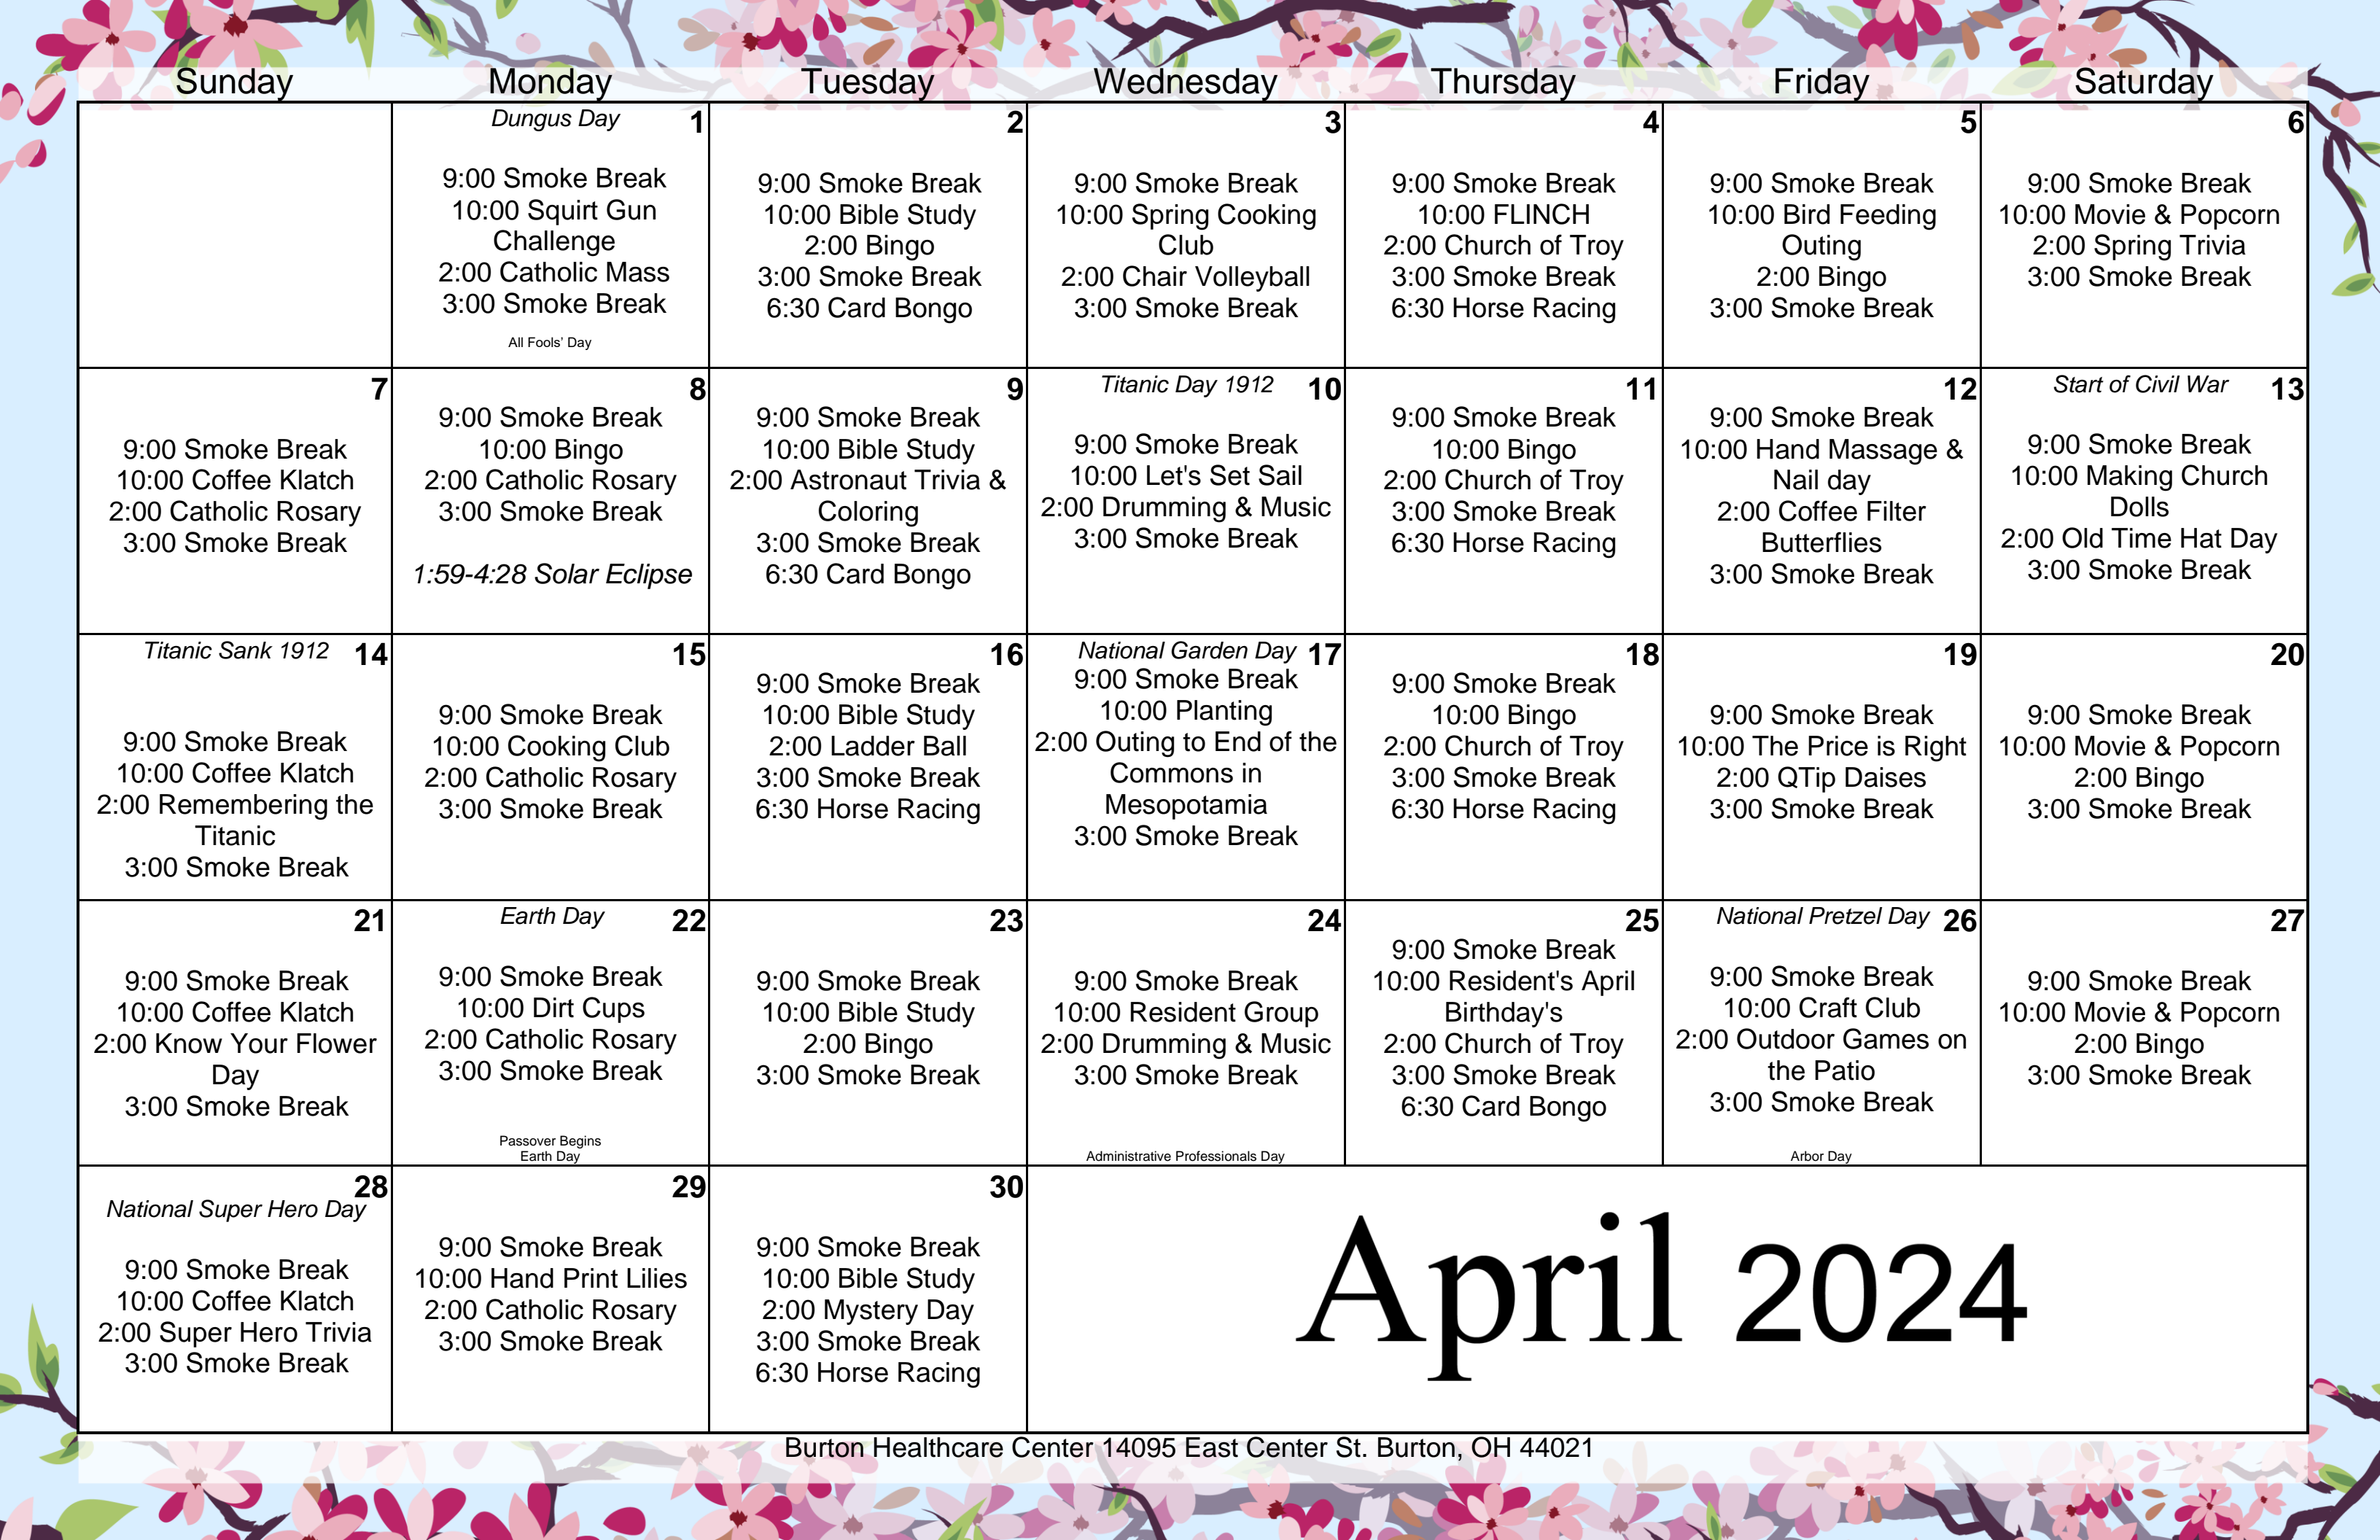 Sunday Monday Tuesday Wednesday Thursday Friday Saturday
Dungus Day 1
9:00 Smoke Break
10:00 Squirt Gun
Challenge
2:00 Catholic Mass
3:00 Smoke Break
All Fools' Day
2
9:00 Smoke Break
10:00 Bible Study
2:00 Bingo
3:00 Smoke Break
6:30 Card Bongo
3
9:00 Smoke Break
10:00 Spring Cooking
Club
2:00 Chair Volleyball
3:00 Smoke Break
4
9:00 Smoke Break
10:00 FLINCH
2:00 Church of Troy
3:00 Smoke Break
6:30 Horse Racing
5
9:00 Smoke Break
10:00 Bird Feeding
Outing
2:00 Bingo
3:00 Smoke Break
6
9:00 Smoke Break
10:00 Movie & Popcorn
2:00 Spring Trivia
3:00 Smoke Break
7
9:00 Smoke Break
10:00 Coffee Klatch
2:00 Catholic Rosary
3:00 Smoke Break
8
9:00 Smoke Break
10:00 Bingo
2:00 Catholic Rosary
3:00 Smoke Break
1:59-4:28 Solar Eclipse
9
9:00 Smoke Break
10:00 Bible Study
2:00 Astronaut Trivia &
Coloring
3:00 Smoke Break
6:30 Card Bongo
Titanic Day 1912 10
9:00 Smoke Break
10:00 Let's Set Sail
2:00 Drumming & Music
3:00 Smoke Break
11
9:00 Smoke Break
10:00 Bingo
2:00 Church of Troy
3:00 Smoke Break
6:30 Horse Racing
12
9:00 Smoke Break
10:00 Hand Massage &
Nail day
2:00 Coffee Filter
Butterflies
3:00 Smoke Break
Start of Civil War 13
9:00 Smoke Break
10:00 Making Church
Dolls
2:00 Old Time Hat Day
3:00 Smoke Break
Titanic Sank 1912 14
9:00 Smoke Break
10:00 Coffee Klatch
2:00 Remembering the
Titanic
3:00 Smoke Break
15
9:00 Smoke Break
10:00 Cooking Club
2:00 Catholic Rosary
3:00 Smoke Break
16
9:00 Smoke Break
10:00 Bible Study
2:00 Ladder Ball
3:00 Smoke Break
6:30 Horse Racing
National Garden Day 17
9:00 Smoke Break
10:00 Planting
2:00 Outing to End of the
Commons in
Mesopotamia
3:00 Smoke Break
18
9:00 Smoke Break
10:00 Bingo
2:00 Church of Troy
3:00 Smoke Break
6:30 Horse Racing
19
9:00 Smoke Break
10:00 The Price is Right
2:00 QTip Daises
3:00 Smoke Break
20
9:00 Smoke Break
10:00 Movie & Popcorn
2:00 Bingo
3:00 Smoke Break
21
9:00 Smoke Break
10:00 Coffee Klatch
2:00 Know Your Flower
Day
3:00 Smoke Break
Earth Day 22
9:00 Smoke Break
10:00 Dirt Cups
2:00 Catholic Rosary
3:00 Smoke Break
Passover Begins
Earth Day
23
9:00 Smoke Break
10:00 Bible Study
2:00 Bingo
3:00 Smoke Break
24
9:00 Smoke Break
10:00 Resident Group
2:00 Drumming & Music
3:00 Smoke Break
Administrative Professionals Day
25
9:00 Smoke Break
10:00 Resident's April
Birthday's
2:00 Church of Troy
3:00 Smoke Break
6:30 Card Bongo
National Pretzel Day 26
9:00 Smoke Break
10:00 Craft Club
2:00 Outdoor Games on
the Patio
3:00 Smoke Break
Arbor Day
27
9:00 Smoke Break
10:00 Movie & Popcorn
2:00 Bingo
3:00 Smoke Break
28
National Super Hero Day
9:00 Smoke Break
10:00 Coffee Klatch
2:00 Super Hero Trivia
3:00 Smoke Break
29
9:00 Smoke Break
10:00 Hand Print Lilies
2:00 Catholic Rosary
3:00 Smoke Break
30
9:00 Smoke Break
10:00 Bible Study
2:00 Mystery Day
3:00 Smoke Break
6:30 Horse Racing
April 2024
Burton Healthcare Center 14095 East Center St. Burton, OH 44021